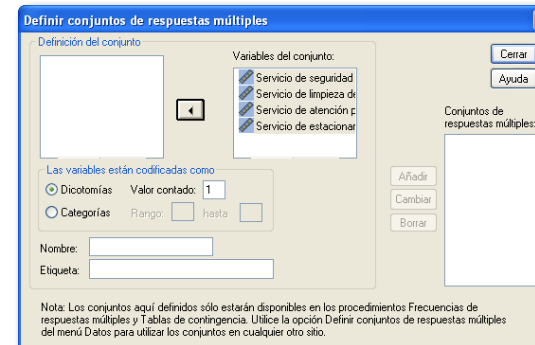 Definir conjuntos de respuestas múltiples
Definición del conjunto
Variables del conjunto:
Servicio de seguridad
Servicio de limpieza de
Servicio de atención p
Servicio de estacionar
Cerrar
Ayuda
Conjuntos de
respuestas múltiples:
Las variables están codificadas como
Dicotomías Valor contado: 1
Categorías Rango: hasta
Añadir
Cambiar
Borrar
Nombre:
Etiqueta:
Nota: Los conjuntos aquí definidos sólo estarán disponibles en los procedimientos Frecuencias de
respuestas múltiples y Tablas de contingencia. Utilice la opción Definir conjuntos de respuestas múltiples
del menú Datos para utilizar los conjuntos en cualquier otro sitio.